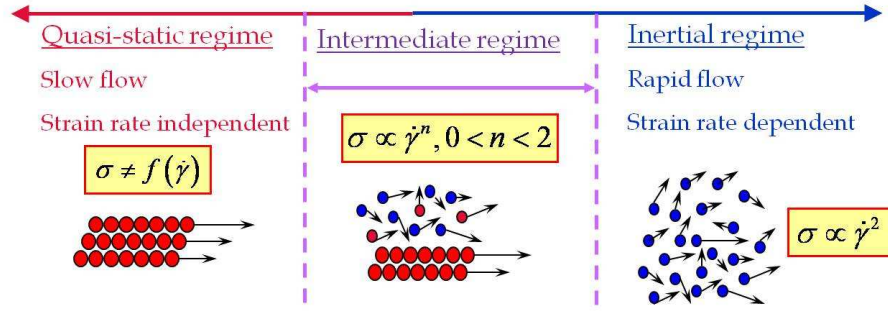 Quasi-static regime
Slow flow
Strain rate independent
σ ≠ f(γ̇)
Intermediate regime
σ ∝ γ̇ⁿ, 0 < n < 2
Inertial regime
Rapid flow
Strain rate dependent
σ ∝ γ̇²